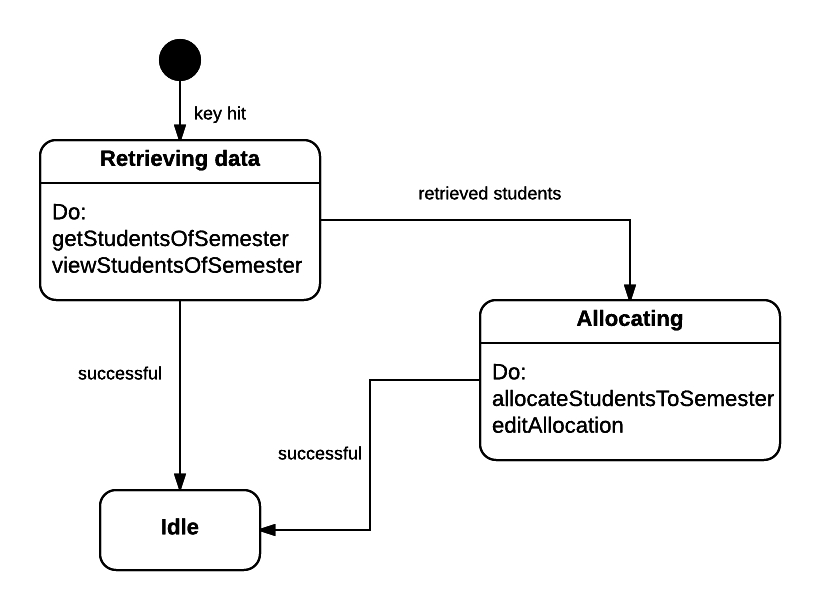 key hit
Retrieving data
Do:
getStudentsOfSemester
viewStudentsOfSemester
retrieved students
Allocating
Do:
allocateStudentsToSemester
editAllocation
successful
successful
Idle